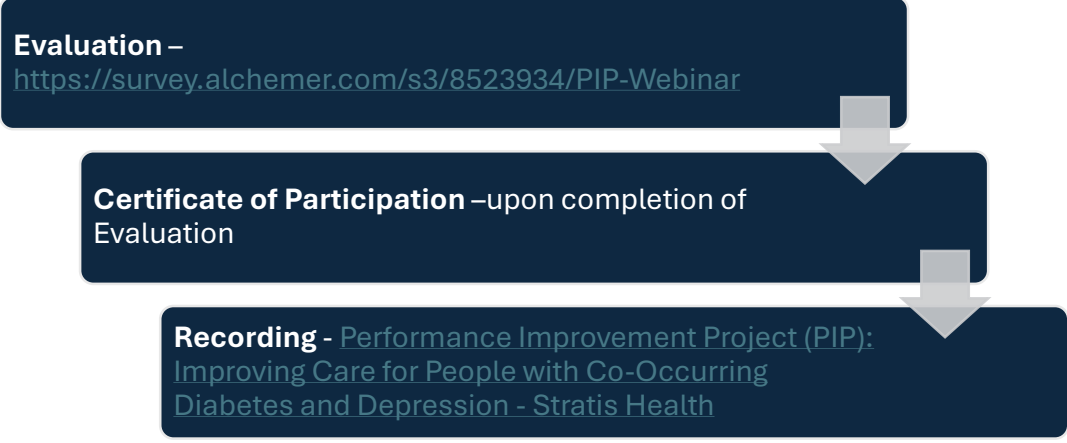 Evaluation –
https://survey.alchemer.com/s3/8523934/PIP-Webinar
Certificate of Participation –upon completion of
Evaluation
Recording - Performance Improvement Project (PIP):
Improving Care for People with Co-Occurring
Diabetes and Depression - Stratis Health